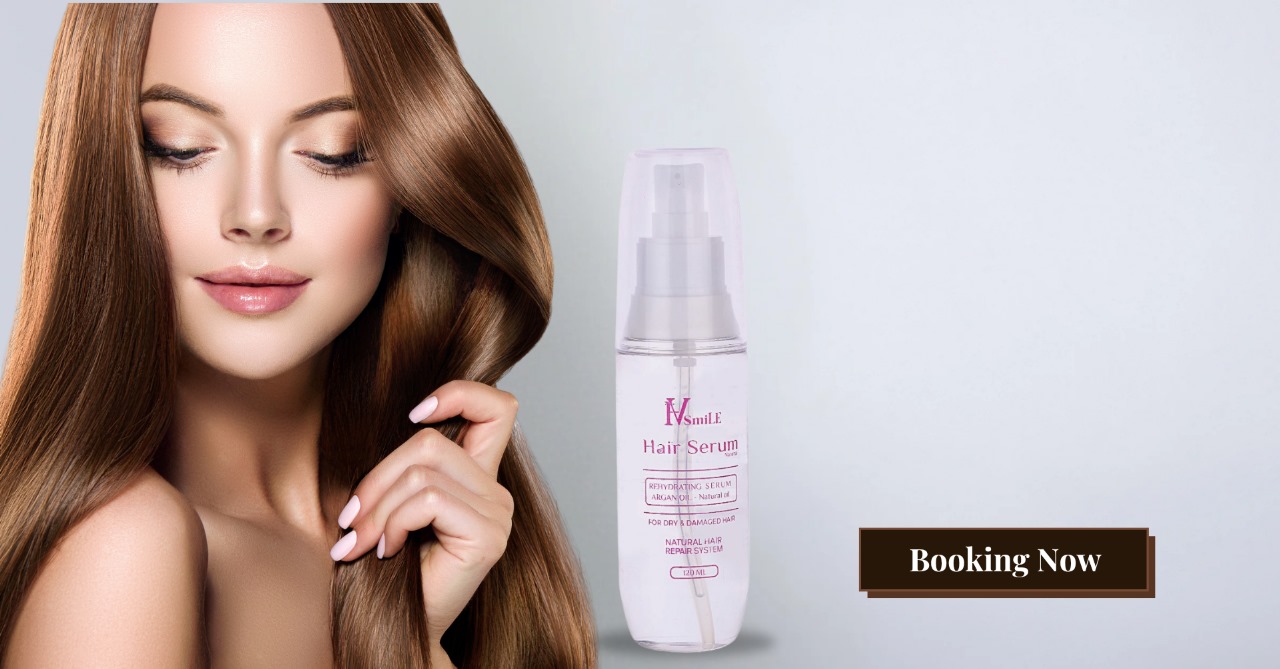 SmiLE
Hair Serum
REHYDRATING SERUM
ARGAN OIL - Natural oil
FOR DRY & DAMAGED HAIR
NATURAL HAIR
REPAIR SYSTEM
120 ML
Booking Now